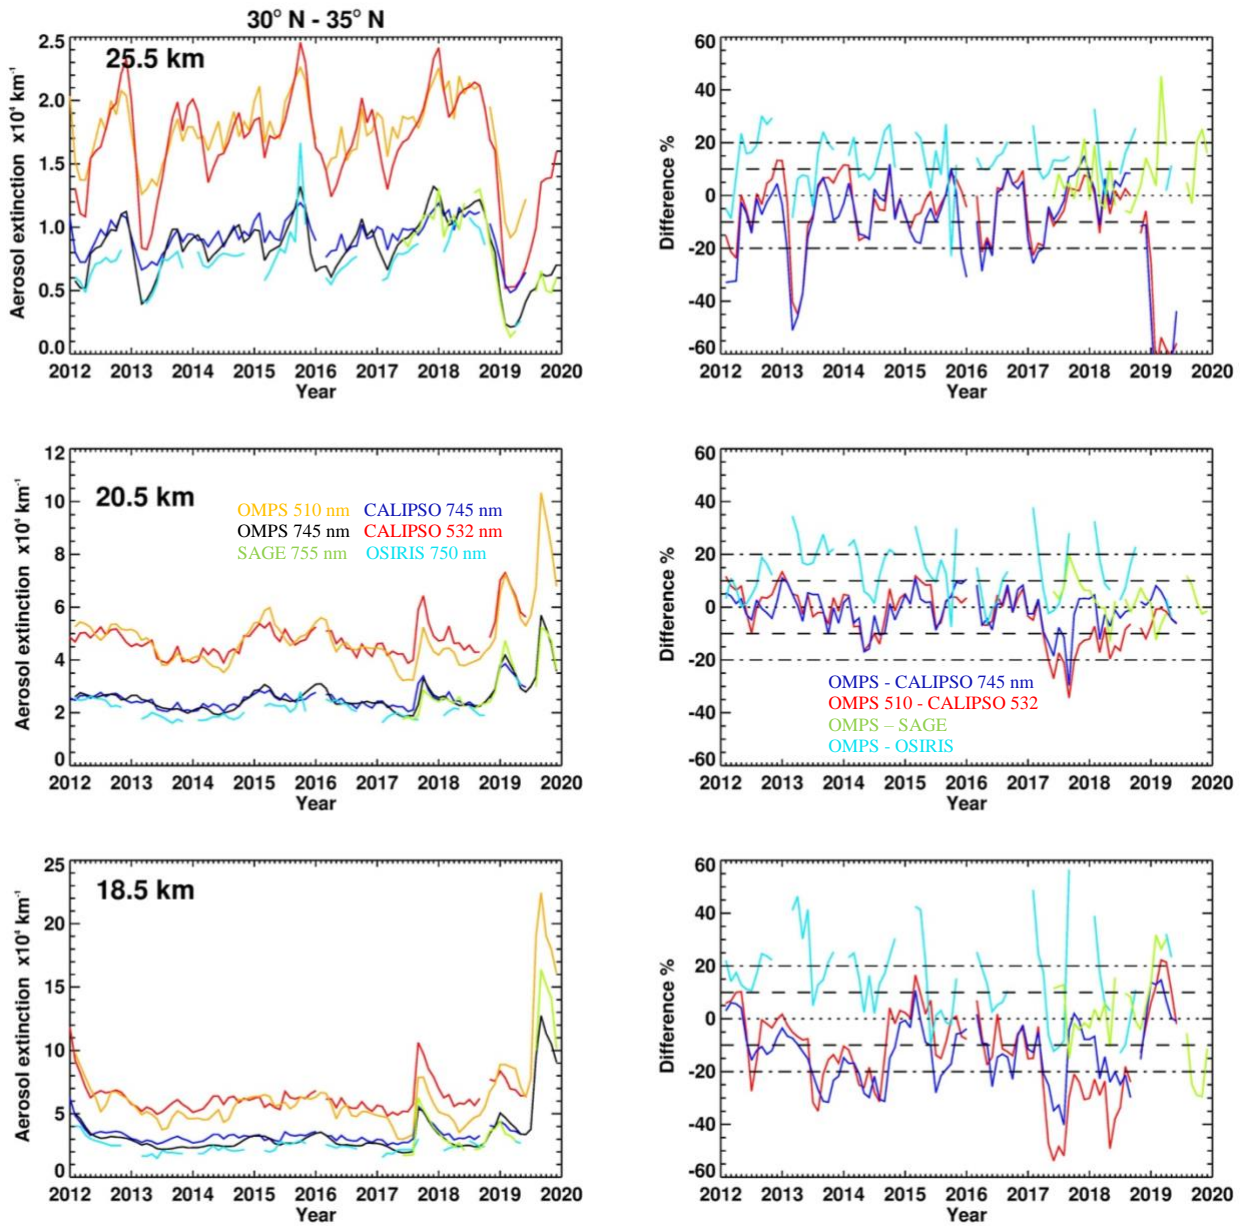 30° N - 35° N
25.5 km
Aerosol extinction x10⁴ km⁻¹
2.5
2.0
1.5
1.0
0.5
0.0
2012 2013 2014 2015 2016 2017 2018 2019 2020
Year
Difference %
60
40
20
0
-20
-40
-60
2012 2013 2014 2015 2016 2017 2018 2019 2020
Year
20.5 km
Aerosol extinction x10⁴ km⁻¹
12
10
8
6
4
2
0
OMPS 510 nm CALIPSO 745 nm
OMPS 745 nm CALIPSO 532 nm
SAGE 755 nm OSIRIS 750 nm
2012 2013 2014 2015 2016 2017 2018 2019 2020
Year
Difference %
60
40
20
0
-20
-40
-60
OMPS - CALIPSO 745 nm
OMPS 510 - CALIPSO 532
OMPS – SAGE
OMPS - OSIRIS
2012 2013 2014 2015 2016 2017 2018 2019 2020
Year
18.5 km
Aerosol extinction x10⁴ km⁻¹
25
20
15
10
5
0
2012 2013 2014 2015 2016 2017 2018 2019 2020
Year
Difference %
60
40
20
0
-20
-40
-60
2012 2013 2014 2015 2016 2017 2018 2019 2020
Year